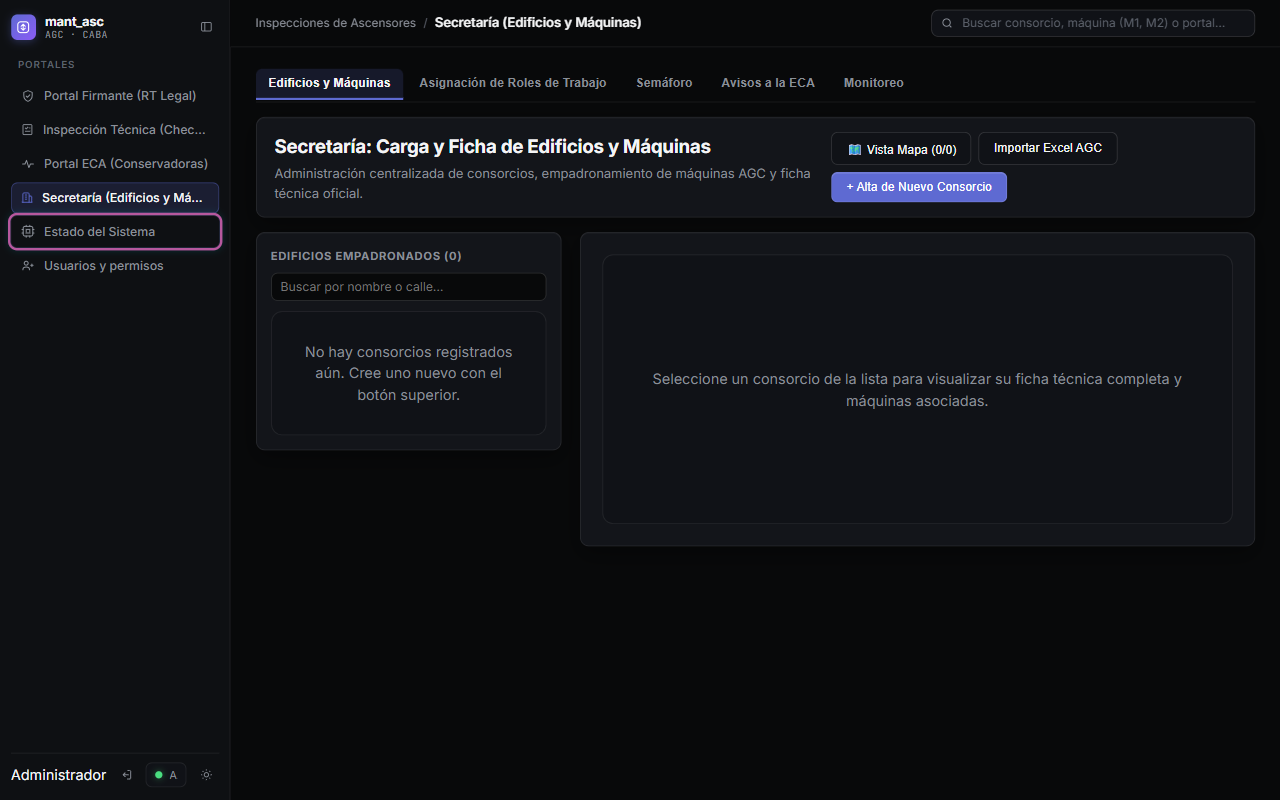 mant_asc
AGC · CABA
PORTALES
Portal Firmante (RT Legal)
Inspección Técnica (Chec...
Portal ECA (Conservadoras)
Secretaría (Edificios y Má...
Estado del Sistema
Usuarios y permisos
Administrador
A
Inspecciones de Ascensores / Secretaría (Edificios y Máquinas)
Buscar consorcio, máquina (M1, M2) o portal...
Edificios y Máquinas
Asignación de Roles de Trabajo
Semáforo
Avisos a la ECA
Monitoreo
Secretaría: Carga y Ficha de Edificios y Máquinas
Administración centralizada de consorcios, empadronamiento de máquinas AGC y ficha
técnica oficial.
Vista Mapa (0/0)
Importar Excel AGC
+ Alta de Nuevo Consorcio
EDIFICIOS EMPADRONADOS (0)
Buscar por nombre o calle...
No hay consorcios registrados
aún. Cree uno nuevo con el
botón superior.
Seleccione un consorcio de la lista para visualizar su ficha técnica completa y
máquinas asociadas.